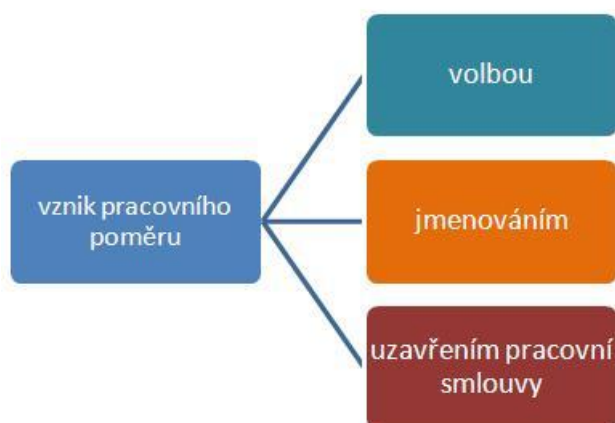 vznik pracovního
poměru
volbou
jmenováním
uzavřením pracovní
smlouvy